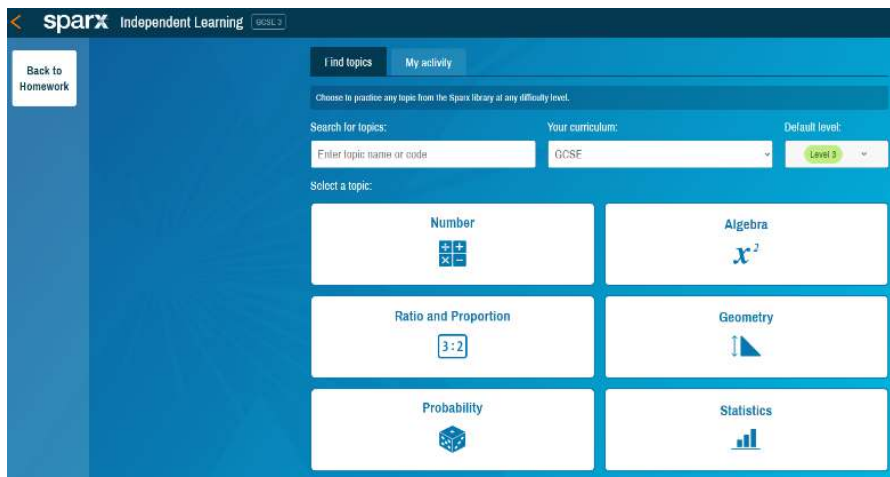 sparx Independent Learning GCSL 3
Back to
Homework
Find topics My activity
Choose to practice any topic from the Sparx library at any difficulty level.
Search for topics: Your curriculum: Default level:
Enter topic name or code GCSE Level 3
Select a topic:
Number Algebra
÷ + × − x²
Ratio and Proportion Geometry
3:2
Probability Statistics